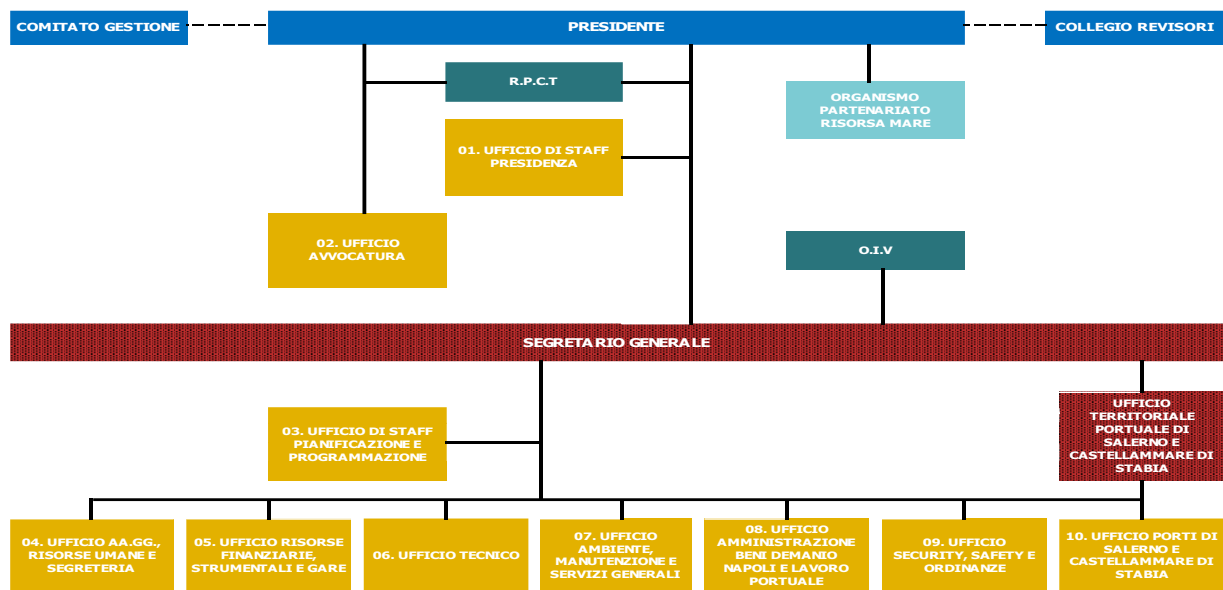 COMITATO GESTIONE
PRESIDENTE
COLLEGIO REVISORI
R.P.C.T
ORGANISMO
PARTENARIATO
RISORSA MARE
01. UFFICIO DI STAFF
PRESIDENZA
02. UFFICIO
AVVOCATURA
O.I.V
SEGRETARIO GENERALE
03. UFFICIO DI STAFF
PIANIFICAZIONE E
PROGRAMMAZIONE
UFFICIO
TERRITORIALE
PORTUALE DI
SALERNO E
CASTELLAMMARE DI
STABIA
04. UFFICIO AA.GG.,
RISORSE UMANE E
SEGRETERIA
05. UFFICIO RISORSE
FINANZIARIE,
STRUMENTALI E GARE
06. UFFICIO TECNICO
07. UFFICIO
AMBIENTE,
MANUTENZIONE E
SERVIZI GENERALI
08. UFFICIO
AMMINISTRAZIONE
BENI DEMANIO
NAPOLI E LAVORO
PORTUALE
09. UFFICIO
SECURITY, SAFETY E
ORDINANZE
10. UFFICIO PORTI DI
SALERNO E
CASTELLAMMARE DI
STABIA